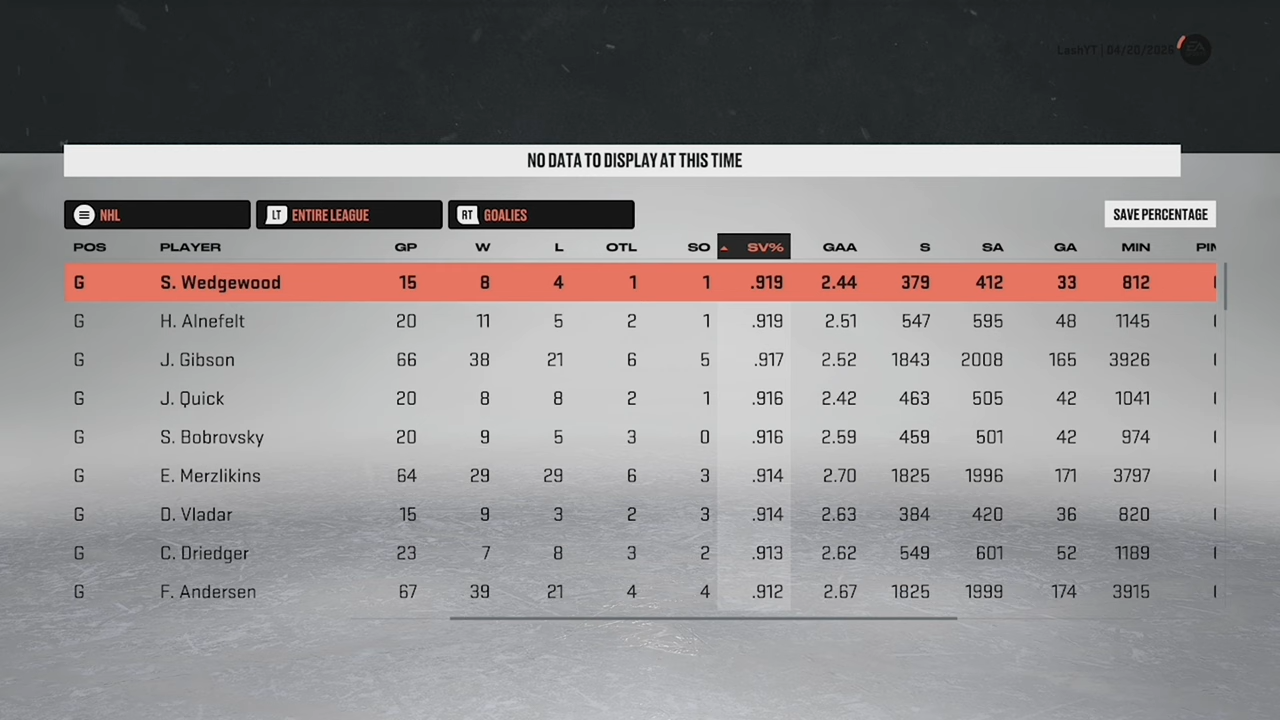 LashYT | 04/20/2026
EA
NO DATA TO DISPLAY AT THIS TIME
NHL LT ENTIRE LEAGUE RT GOALIES SAVE PERCENTAGE
POS PLAYER GP W L OTL SO SV% GAA S SA GA MIN PIN
G S. Wedgewood 15 8 4 1 1 .919 2.44 379 412 33 812
G H. Alnefelt 20 11 5 2 1 .919 2.51 547 595 48 1145
G J. Gibson 66 38 21 6 5 .917 2.52 1843 2008 165 3926
G J. Quick 20 8 8 2 1 .916 2.42 463 505 42 1041
G S. Bobrovsky 20 9 5 3 0 .916 2.59 459 501 42 974
G E. Merzlikins 64 29 29 6 3 .914 2.70 1825 1996 171 3797
G D. Vladar 15 9 3 2 3 .914 2.63 384 420 36 820
G C. Driedger 23 7 8 3 2 .913 2.62 549 601 52 1189
G F. Andersen 67 39 21 4 4 .912 2.67 1825 1999 174 3915